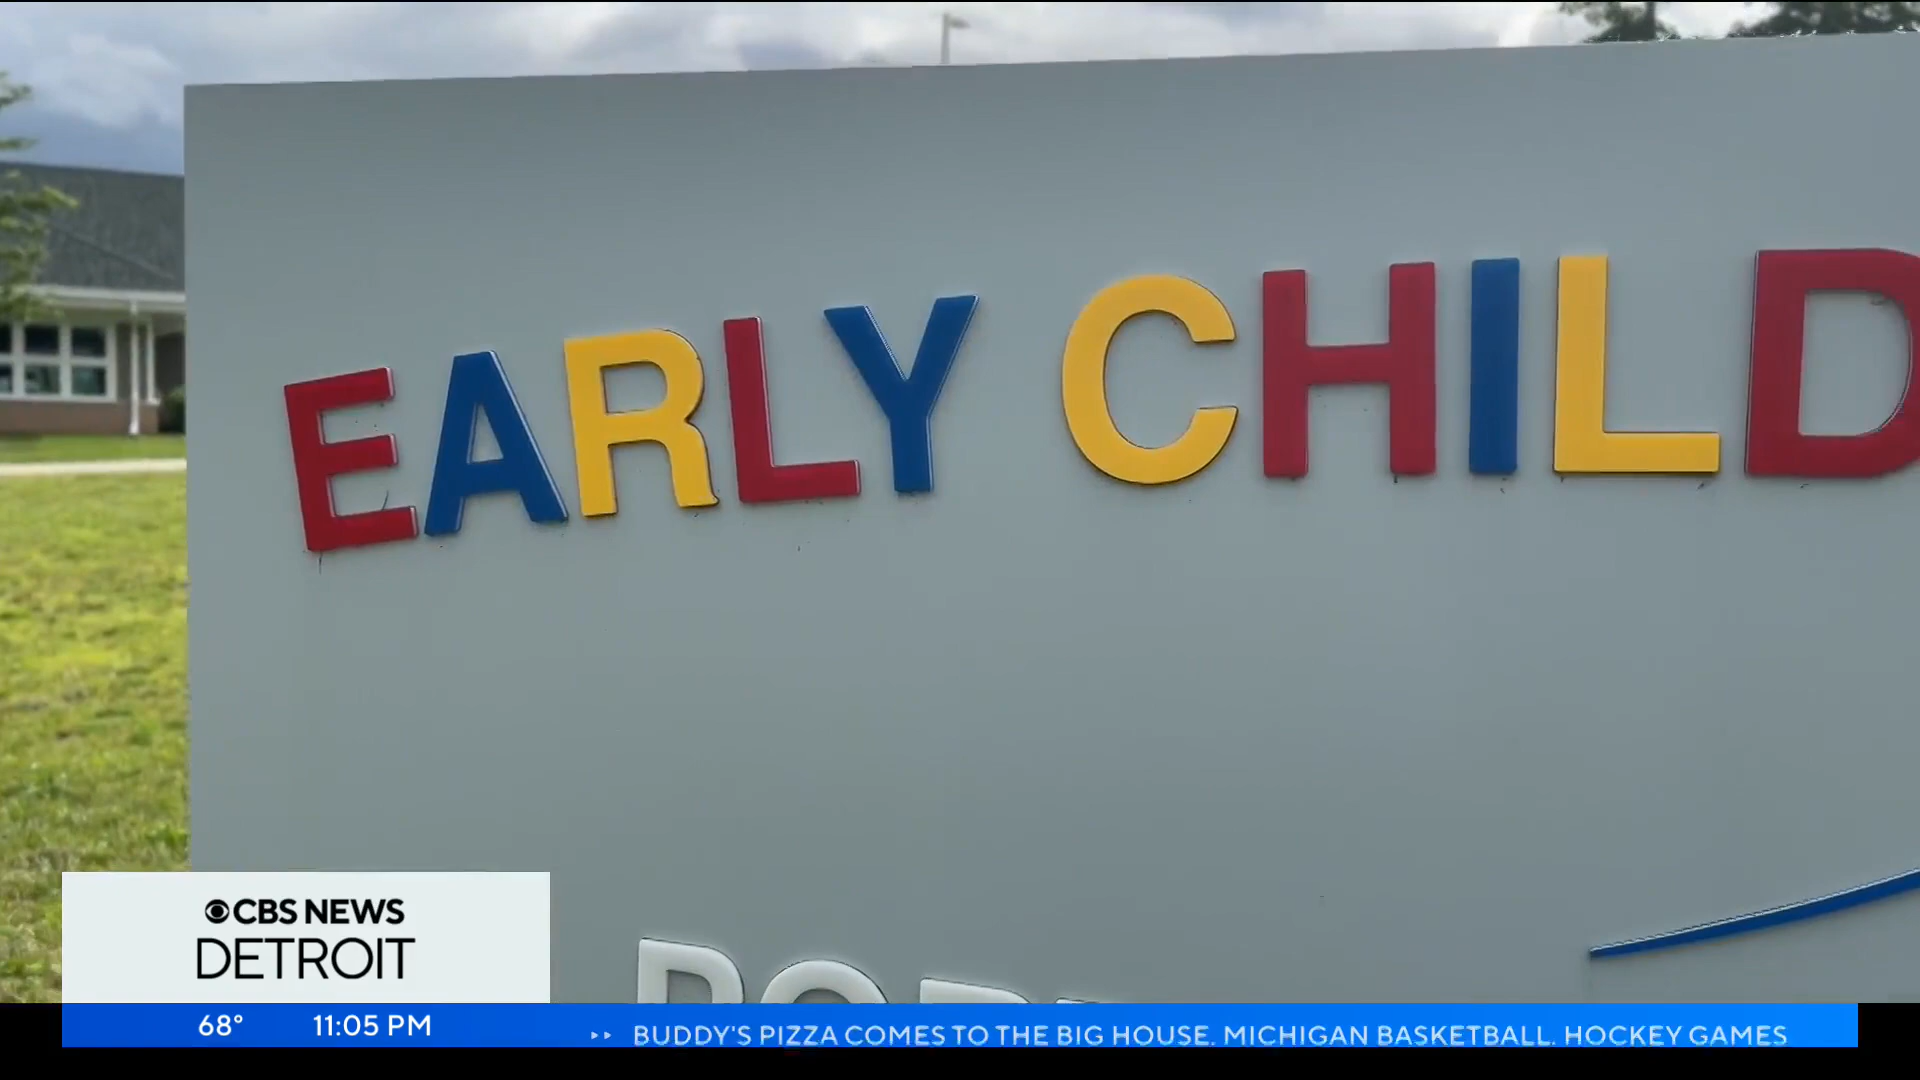 EARLY CHILD
CBS NEWS
DETROIT
68° 11:05 PM
BUDDY'S PIZZA COMES TO THE BIG HOUSE, MICHIGAN BASKETBALL, HOCKEY GAMES